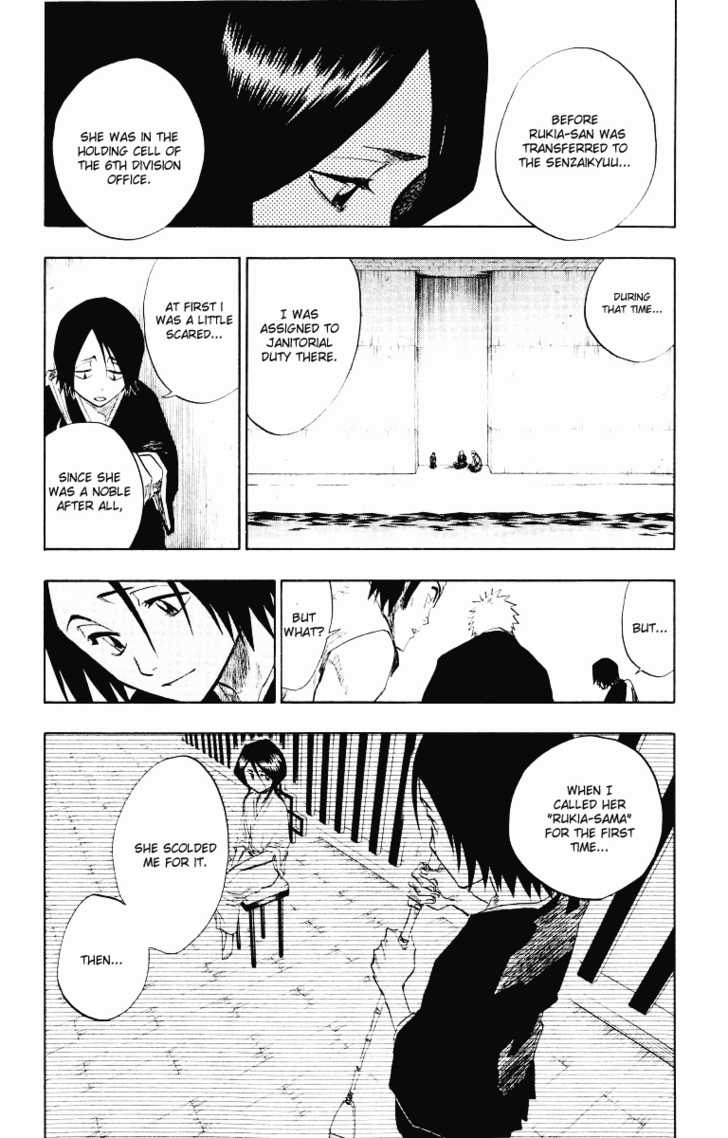 BEFORE
RUKIA-SAN WAS
TRANSFERRED TO
THE SENZAIKYUU...
SHE WAS IN THE
HOLDING CELL OF
THE 6TH DIVISION
OFFICE.
DURING
THAT TIME...
I WAS
ASSIGNED TO
JANITORIAL
DUTY THERE.
AT FIRST I
WAS A LITTLE
SCARED...
SINCE SHE
WAS A NOBLE
AFTER ALL,
BUT...
BUT
WHAT?
WHEN I
CALLED HER
"RUKIA-SAMA"
FOR THE FIRST
TIME...
SHE SCOLDED
ME FOR IT.
THEN...